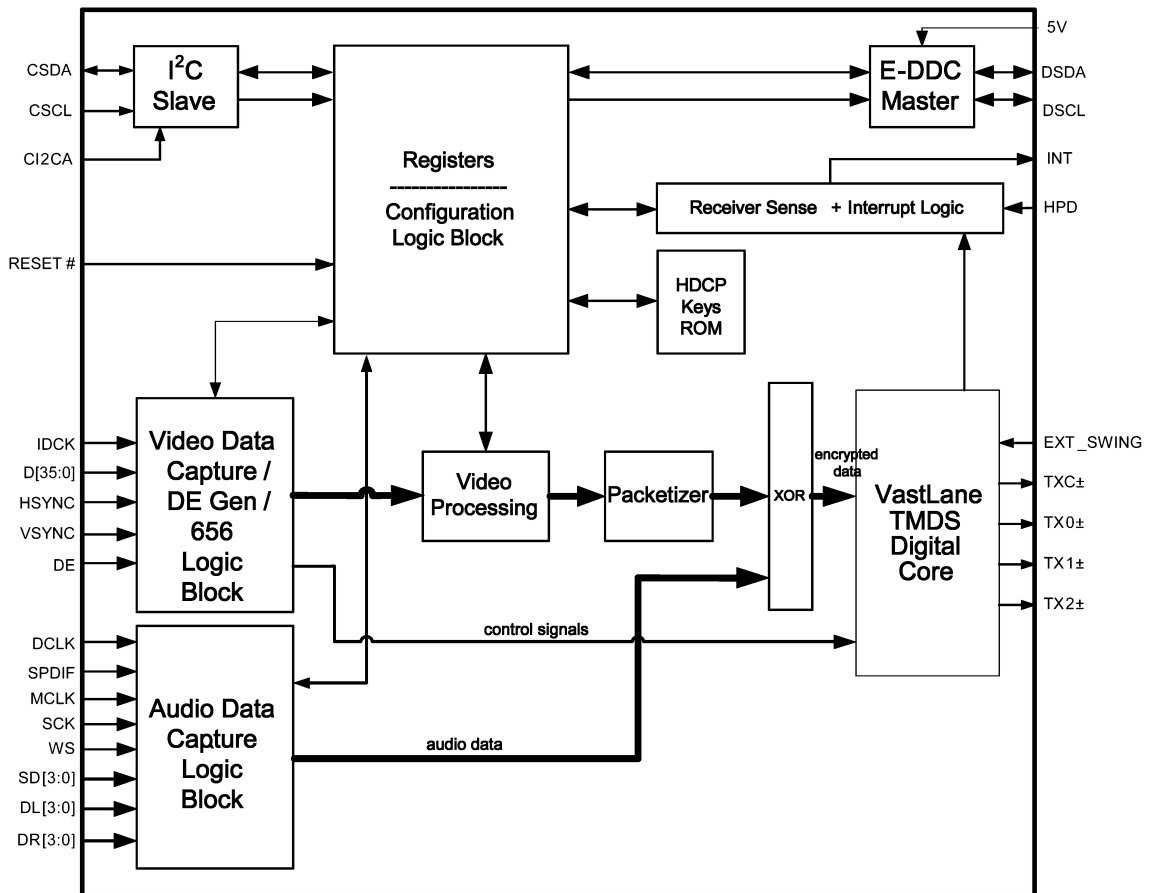 5V
CSDA
I²C
Slave
E-DDC
Master
DSDA
CSCL
DSCL
CI2CA
INT
Registers
----------------
Configuration
Logic Block
Receiver Sense + Interrupt Logic
HPD
RESET #
HDCP
Keys
ROM
IDCK
D[35:0]
HSYNC
VSYNC
DE
Video Data
Capture /
DE Gen /
656
Logic
Block
Video
Processing
Packetizer
XOR
encrypted
data
VastLane
TMDS
Digital
Core
EXT_SWING
TXC±
TX0±
TX1±
TX2±
control signals
DCLK
SPDIF
MCLK
SCK
WS
SD[3:0]
DL[3:0]
DR[3:0]
Audio Data
Capture
Logic
Block
audio data